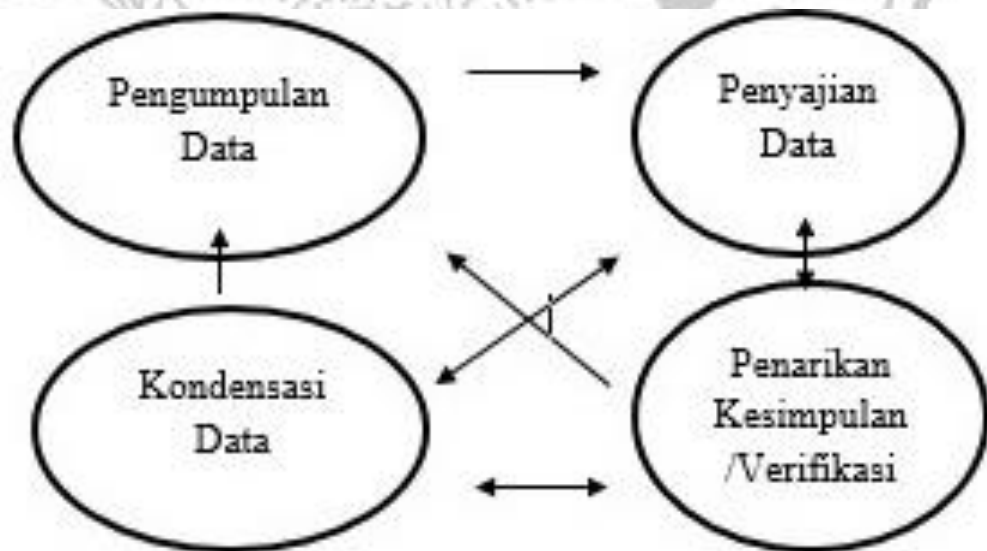 Pengumpulan
Data
Penyajian
Data
Kondensasi
Data
Penarikan
Kesimpulan
/Verifikasi